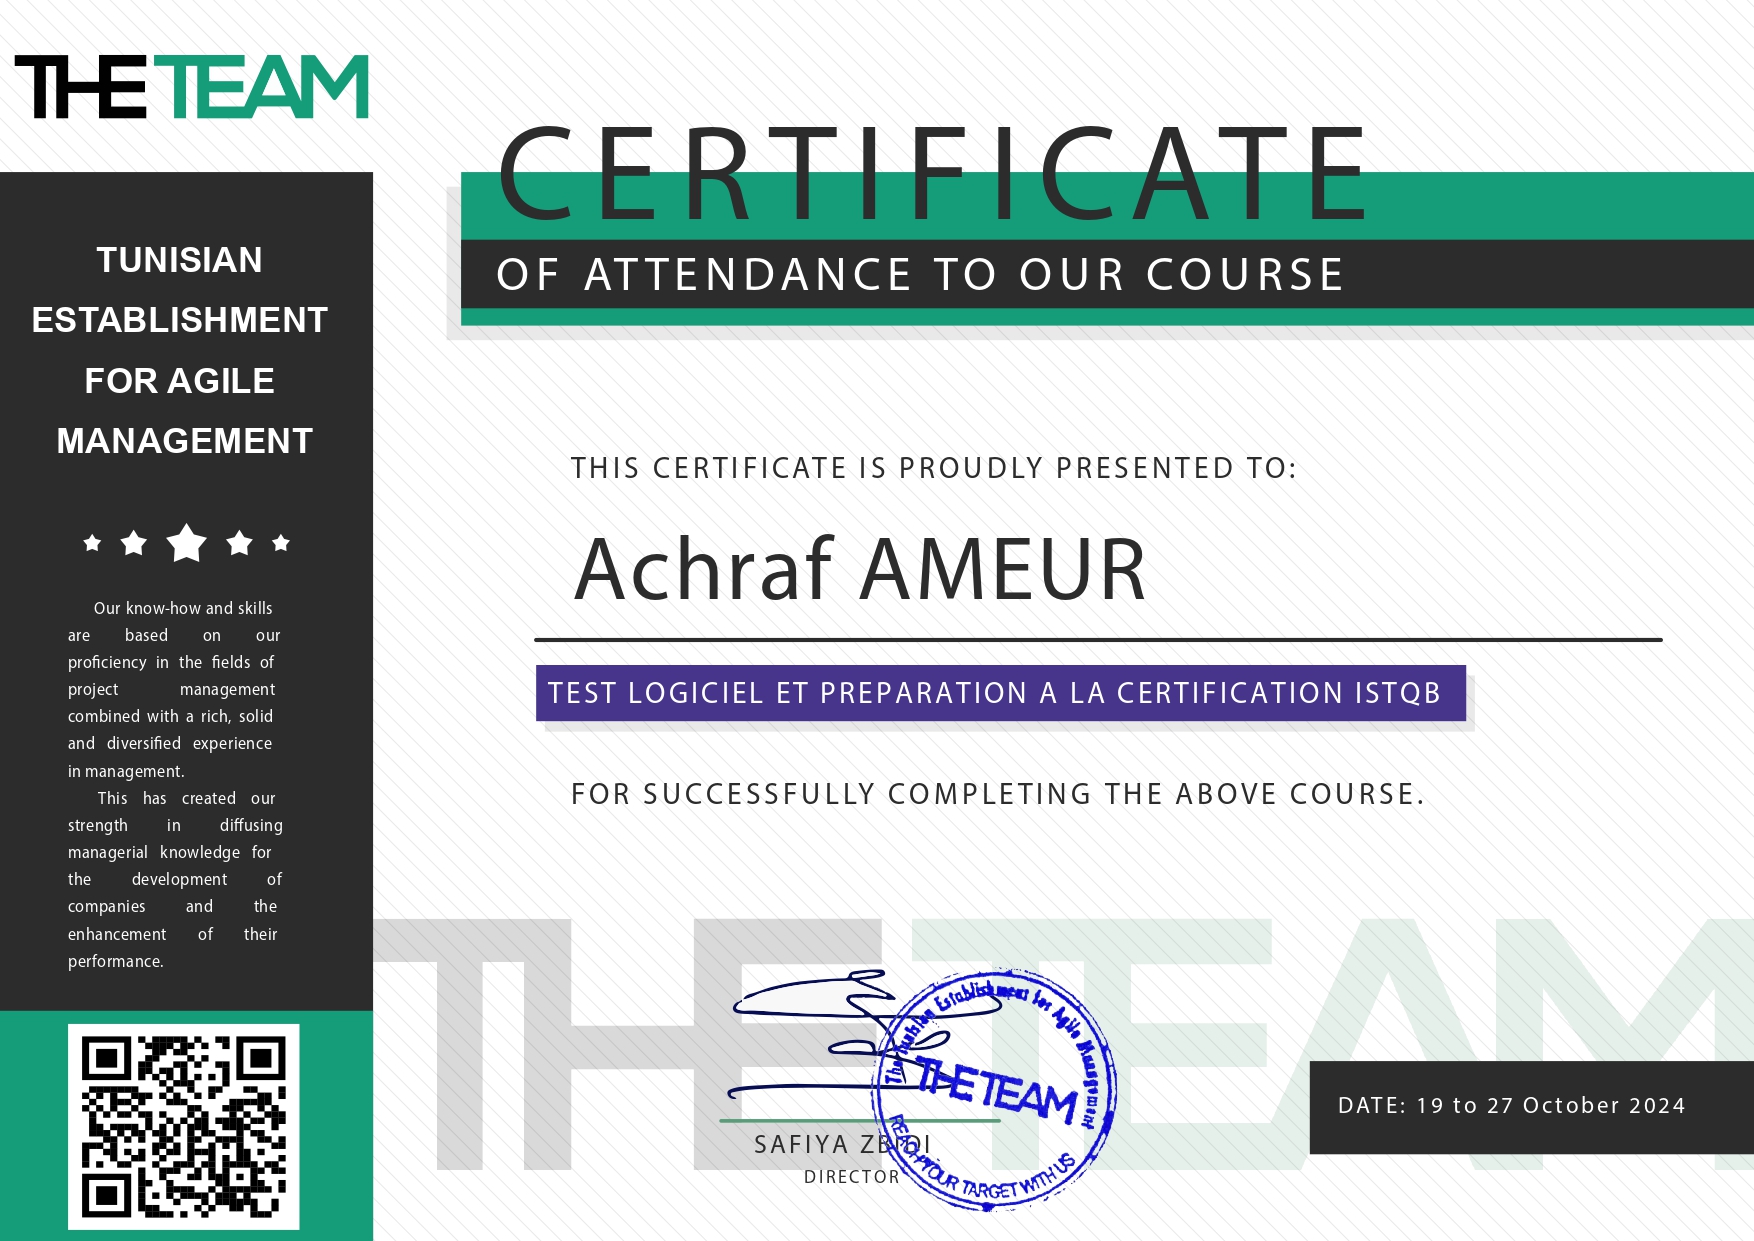 THE TEAM
CERTIFICATE
OF ATTENDANCE TO OUR COURSE
TUNISIAN
ESTABLISHMENT
FOR AGILE
MANAGEMENT
Our know-how and skills
are based on our
proficiency in the fields of
project management
combined with a rich, solid
and diversified experience
in management.
This has created our
strength in diffusing
managerial knowledge for
the development of
companies and the
enhancement of their
performance.
THIS CERTIFICATE IS PROUDLY PRESENTED TO:
Achraf AMEUR
TEST LOGICIEL ET PREPARATION A LA CERTIFICATION ISTQB
FOR SUCCESSFULLY COMPLETING THE ABOVE COURSE.
THE TEAM
The Tunisian Establishment for Agile Management
THE TEAM
REACH YOUR TARGET WITH US
SAFIYA ZBIDI
DIRECTOR
DATE: 19 to 27 October 2024